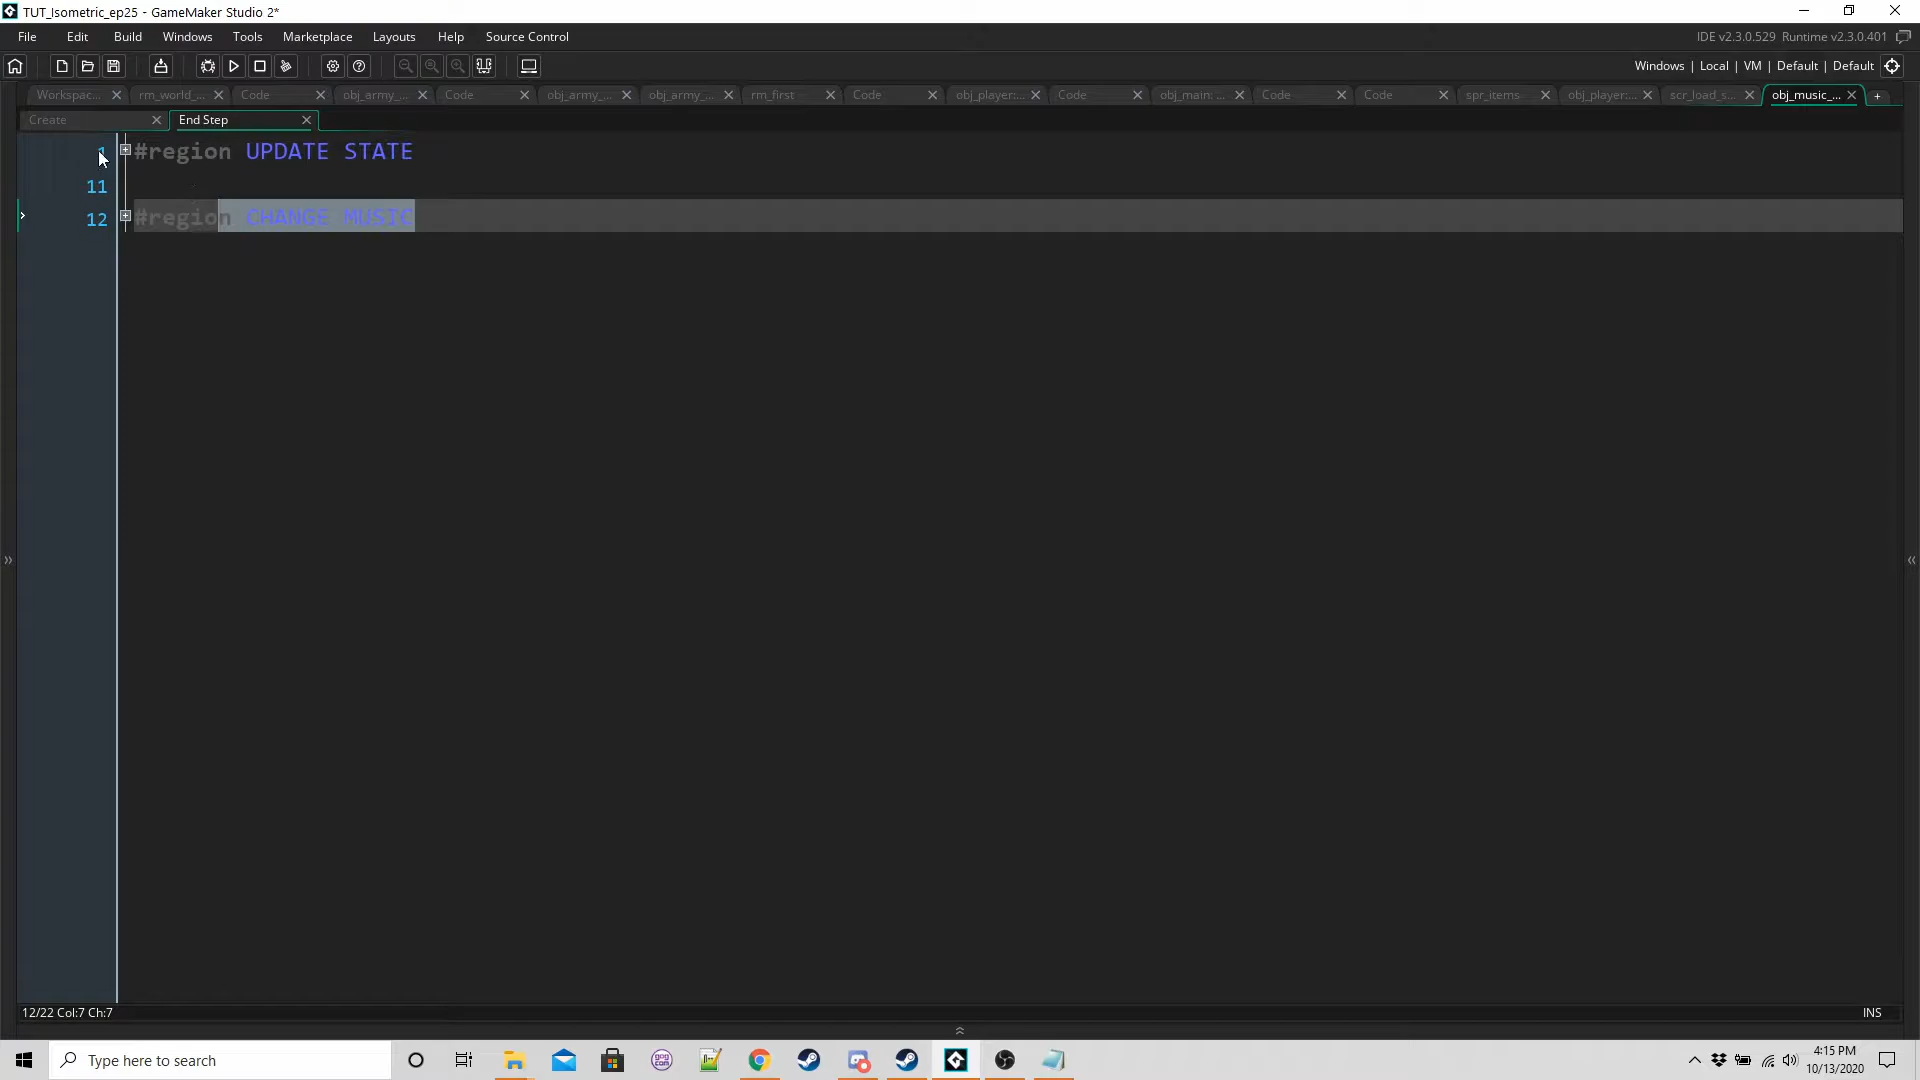 TUT_Isometric_ep25 - GameMaker Studio 2*
File Edit Build Windows Tools Marketplace Layouts Help Source Control
IDE v2.3.0.529 Runtime v2.3.0.401
Windows | Local | VM | Default | Default
Workspac... rm_world_... Code obj_army_... Code obj_army_... obj_army_... rm_first Code obj_player:... Code obj_main: ... Code Code spr_items obj_player:... scr_load_s... obj_music_...
Create End Step
1 #region UPDATE STATE
11
12 #region CHANGE MUSIC
12/22 Col:7 Ch:7
INS
Type here to search
4:15 PM
10/13/2020